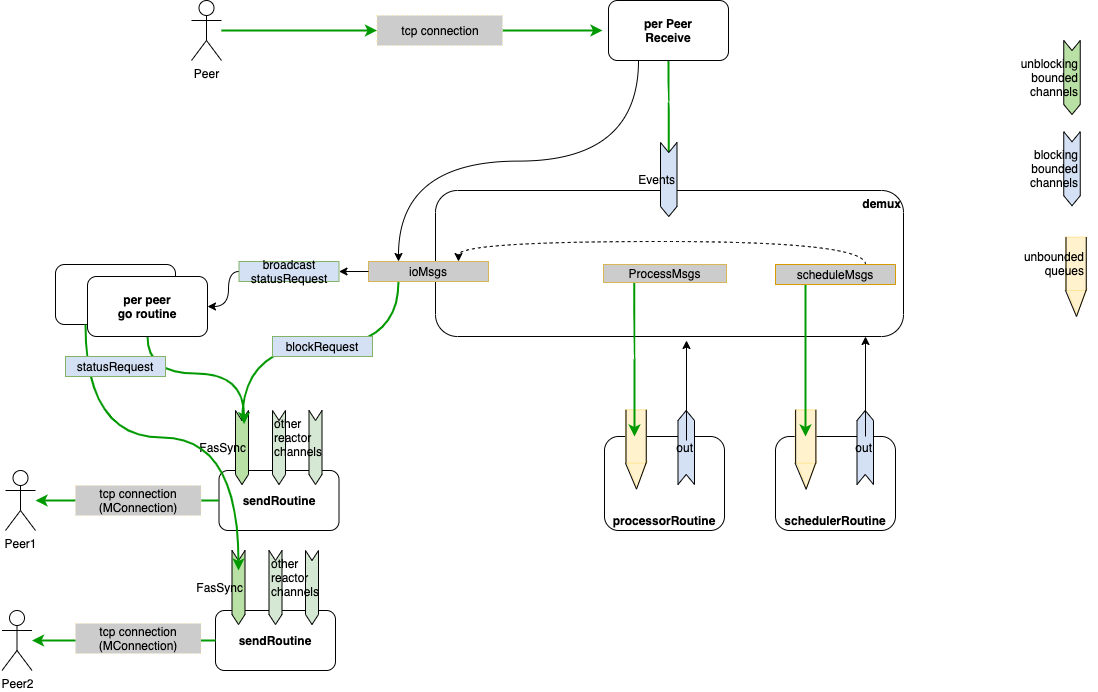 Peer
tcp connection
per Peer
Receive
unblocking
bounded
channels
blocking
bounded
channels
unbounded
queues
Events
demux
broadcast
statusRequest
ioMsgs
ProcessMsgs
scheduleMsgs
per peer
go routine
blockRequest
statusRequest
FasSync
other
reactor
channels
out
out
tcp connection
(MConnection)
sendRoutine
processorRoutine
schedulerRoutine
Peer1
FasSync
other
reactor
channels
tcp connection
(MConnection)
sendRoutine
Peer2